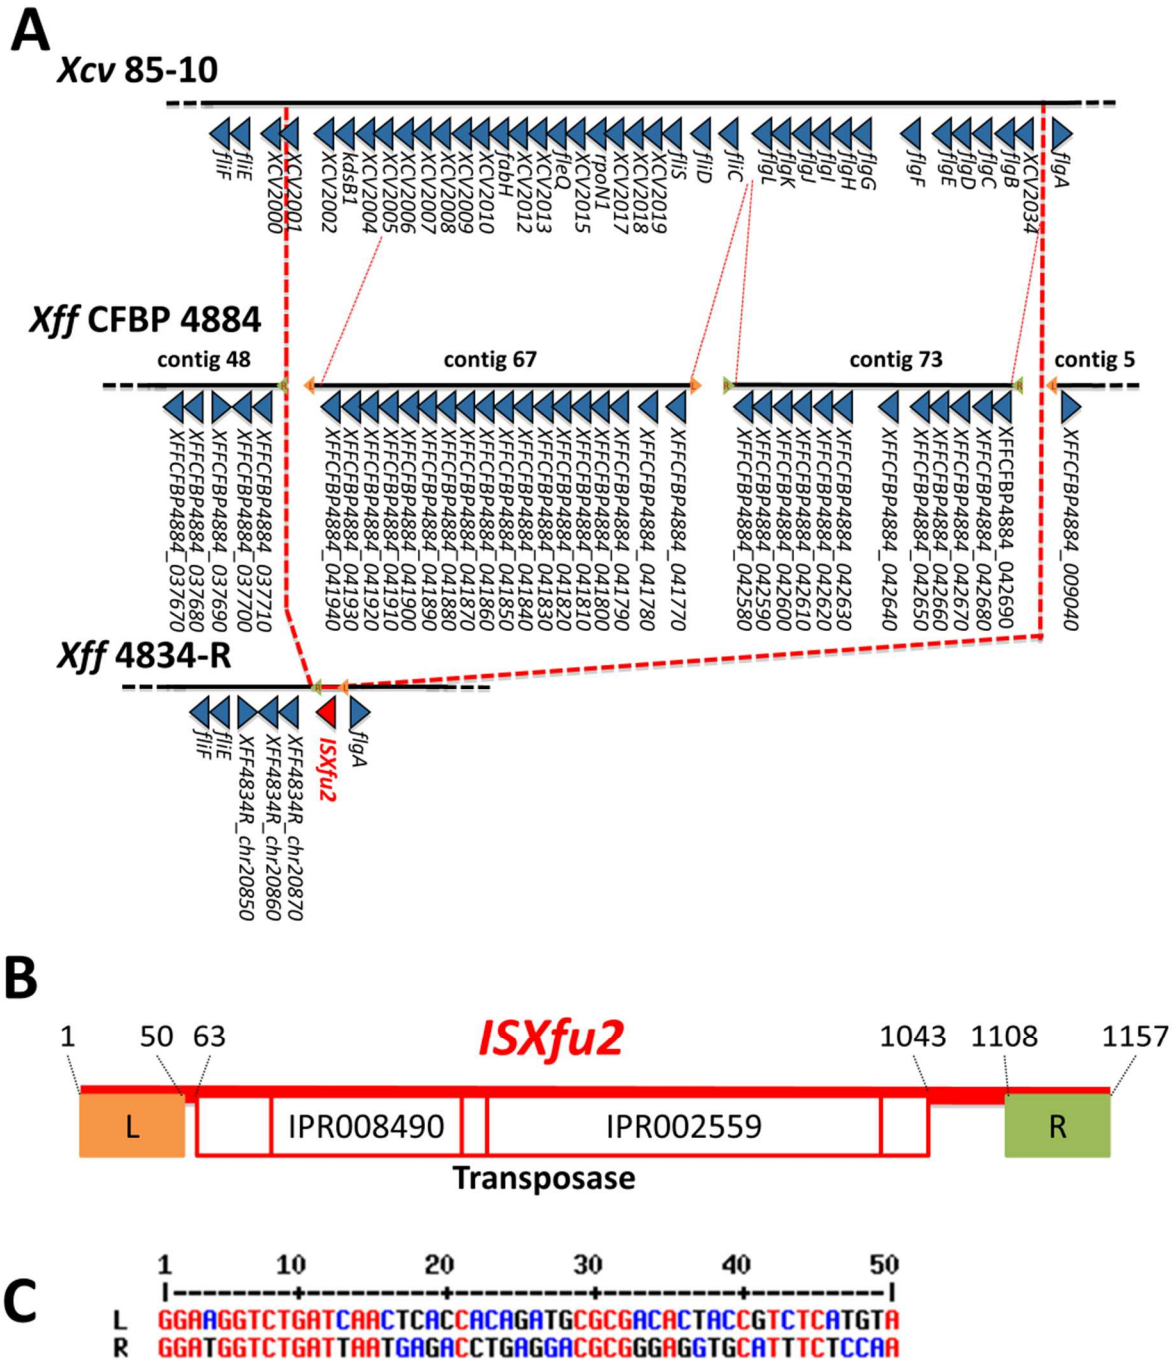 A
Xcv 85-10
fliF
fliE
XCV2000
XCV2001
XCV2002
kdsB1
XCV2004
XCV2005
XCV2006
XCV2007
XCV2008
XCV2009
XCV2010
fabH
XCV2012
XCV2013
fleQ
XCV2015
rpoN1
XCV2017
XCV2018
XCV2019
fliS
fliD
fliC
flgL
flgK
flgJ
flgI
flgH
flgG
flgF
flgE
flgD
flgC
flgB
XCV2034
flgA
Xff CFBP 4884
contig 48
contig 67
contig 73
contig 5
XFFCFBP4884_037670
XFFCFBP4884_037680
XFFCFBP4884_037690
XFFCFBP4884_037700
XFFCFBP4884_037710
XFFCFBP4884_041940
XFFCFBP4884_041930
XFFCFBP4884_041920
XFFCFBP4884_041910
XFFCFBP4884_041900
XFFCFBP4884_041890
XFFCFBP4884_041880
XFFCFBP4884_041870
XFFCFBP4884_041860
XFFCFBP4884_041850
XFFCFBP4884_041840
XFFCFBP4884_041830
XFFCFBP4884_041820
XFFCFBP4884_041810
XFFCFBP4884_041800
XFFCFBP4884_041790
XFFCFBP4884_041780
XFFCFBP4884_041770
XFFCFBP4884_042580
XFFCFBP4884_042590
XFFCFBP4884_042600
XFFCFBP4884_042610
XFFCFBP4884_042620
XFFCFBP4884_042630
XFFCFBP4884_042640
XFFCFBP4884_042650
XFFCFBP4884_042660
XFFCFBP4884_042670
XFFCFBP4884_042680
XFFCFBP4884_042690
XFFCFBP4884_009040
Xff 4834-R
fliF
fliE
XFF4834R_chr20850
XFF4834R_chr20860
XFF4834R_chr20870
ISXfu2
flgA
B
ISXfu2
1 50 63 1043 1108 1157
L IPR008490 IPR002559 R
Transposase
C
1 10 20 30 40 50
L GGAAGGTCTGATCAACTCACCACAGATGCGCGACACTACCGTCTCATGTA
R GGATGGTCTGATTAATGAGACCTGAGGACGCGGGAGGTGCATTTCTCCAA